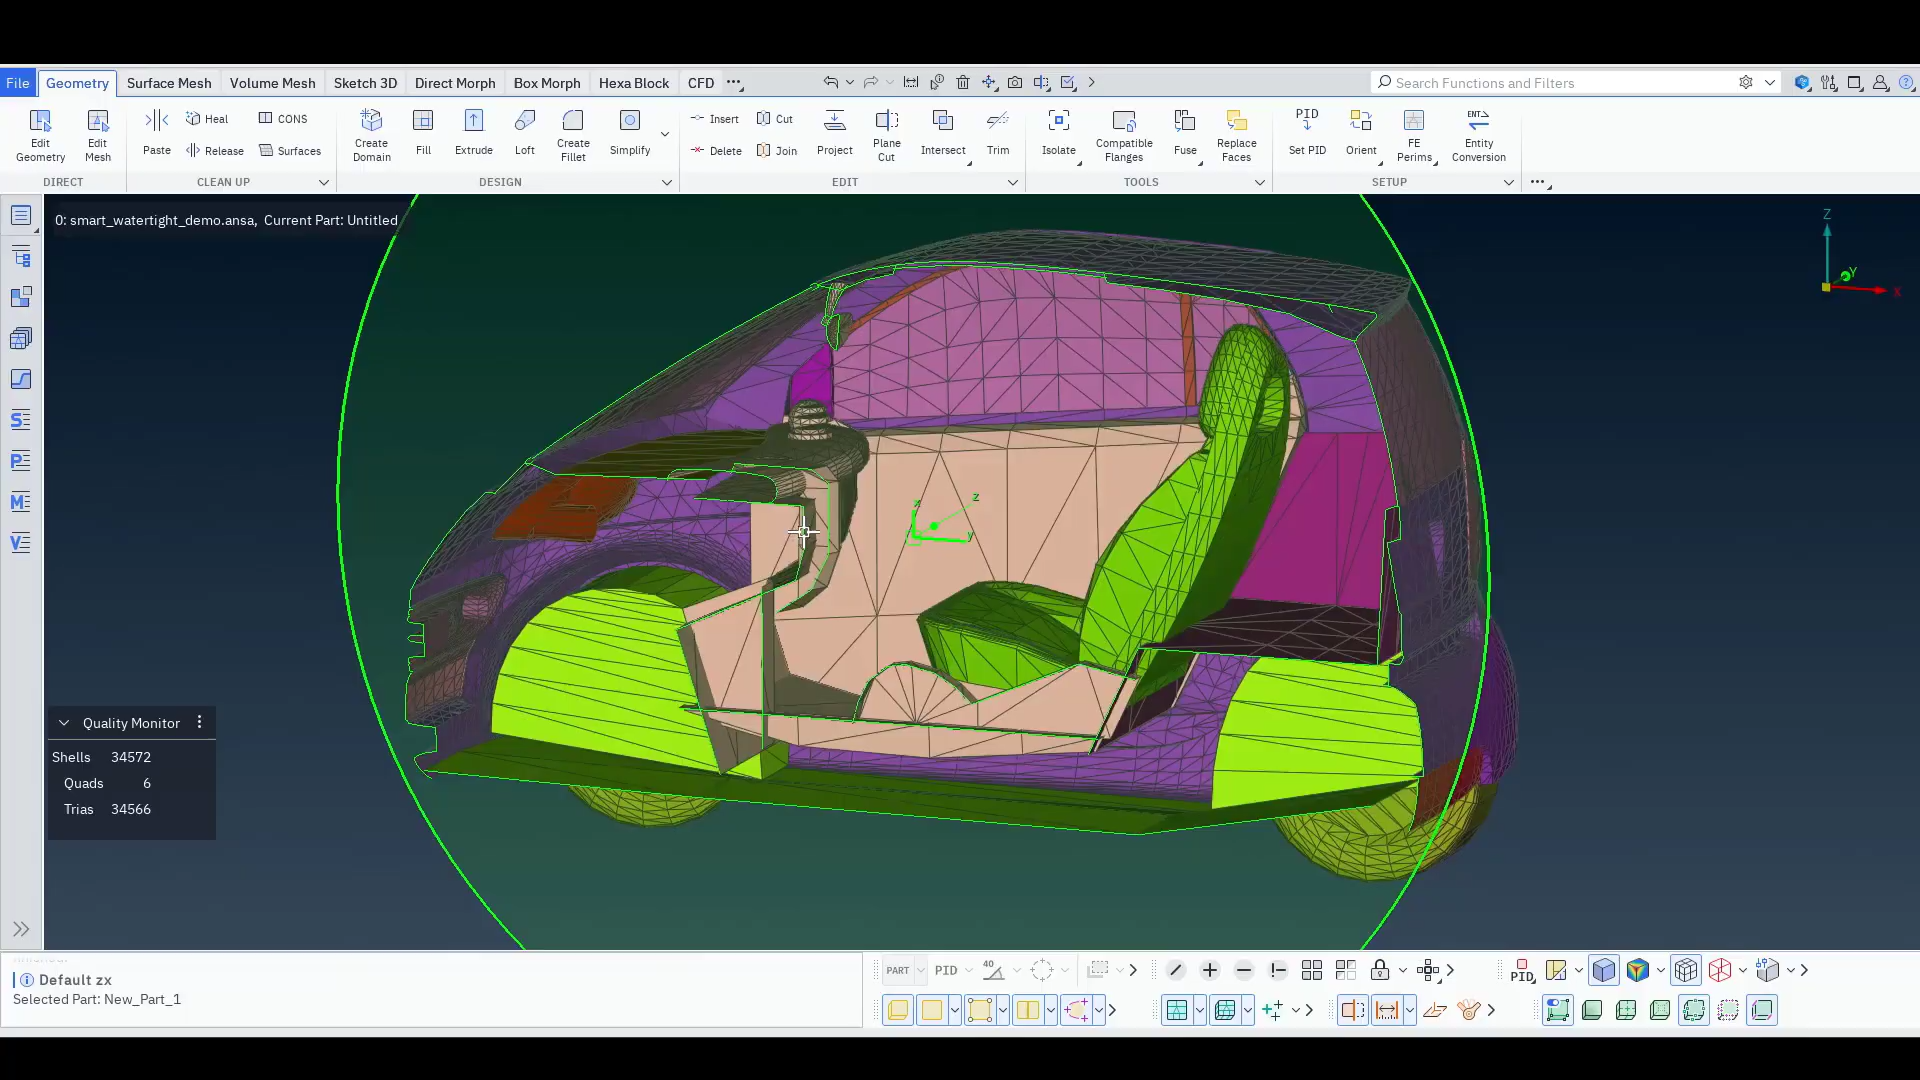 File Geometry Surface Mesh Volume Mesh Sketch 3D Direct Morph Box Morph Hexa Block CFD
Search Functions and Filters
Edit Geometry
Edit Mesh
Paste
Heal
Release
CONS
Surfaces
Create Domain
Fill
Extrude
Loft
Create Fillet
Simplify
Insert
Delete
Cut
Join
Project
Plane Cut
Intersect
Trim
Isolate
Compatible Flanges
Fuse
Replace Faces
PID
Set PID
Orient
FE Perims
ENT
Entity Conversion
DIRECT CLEAN UP DESIGN EDIT TOOLS SETUP
0: smart_watertight_demo.ansa, Current Part: Untitled
Z
Y
X
x
z
y
S
P
M
V
Quality Monitor
Shells 34572
Quads 6
Trias 34566
Default zx
Selected Part: New_Part_1
PART PID 40
PID